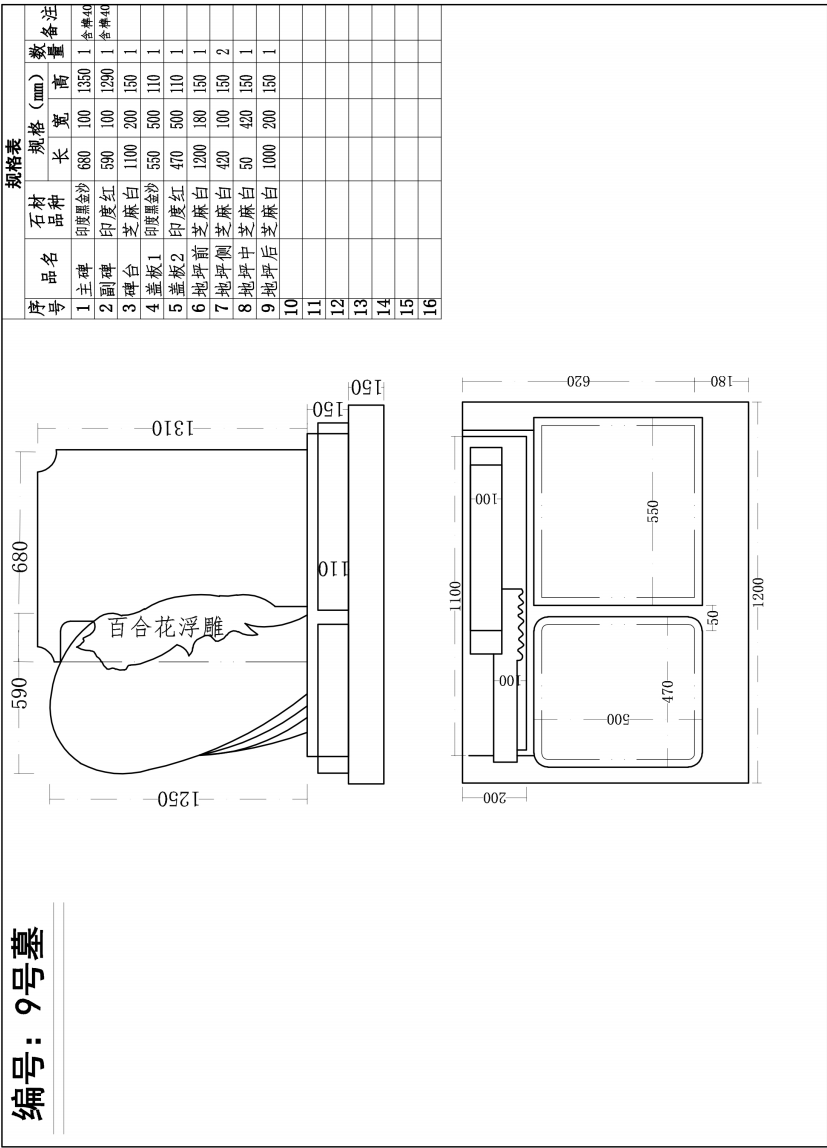 编号：9号墓
规格表
序号 品名 石材品种 规格（mm） 数量 备注
长 宽 高
1 主碑 印度黑金沙 680 100 1350 1 含榫40
2 副碑 印度红 590 100 1290 1 含榫40
3 碑台 芝麻白 1100 200 150 1
4 盖板1 印度黑金沙 550 500 110 1
5 盖板2 印度红 470 500 110 1
6 地坪前 芝麻白 1200 180 150 1
7 地坪侧 芝麻白 420 100 150 2
8 地坪中 芝麻白 50 420 150 1
9 地坪后 芝麻白 1000 200 150 1
10
11
12
13
14
15
16
590
680
1250
1310
百合花浮雕
110
150
150
200
1100
620
180
100
100
500
470
550
50
1200